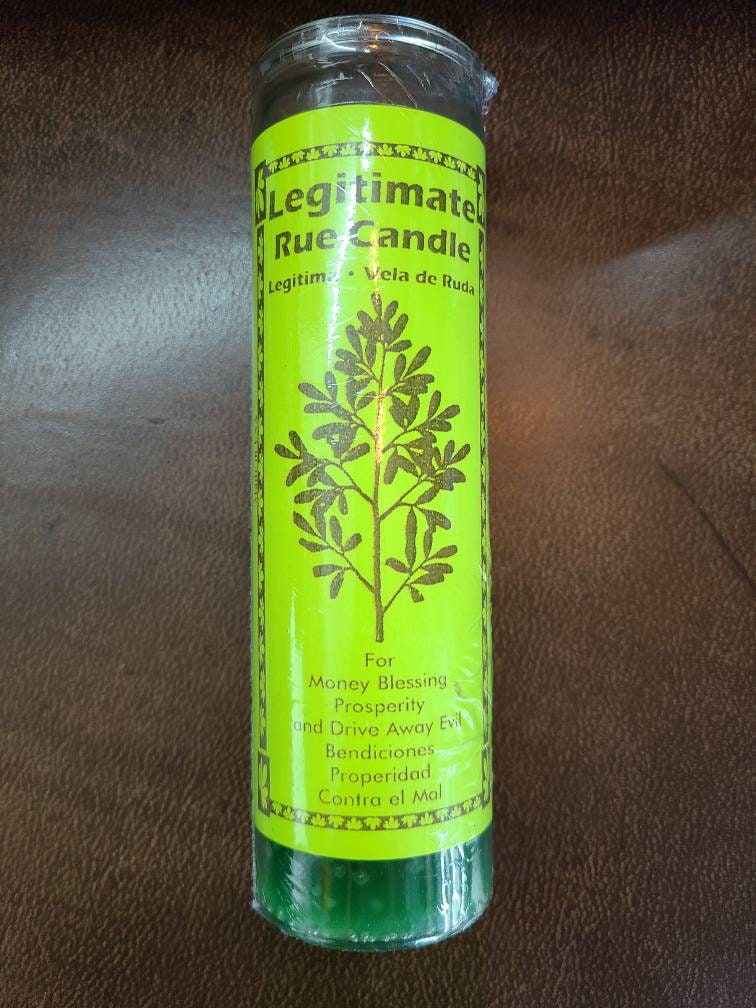 Legitimate
Rue Candle
Legitima • Vela de Ruda
For
Money Blessing
Prosperity
and Drive Away Evil
Bendiciones
Properidad
Contra el Mal